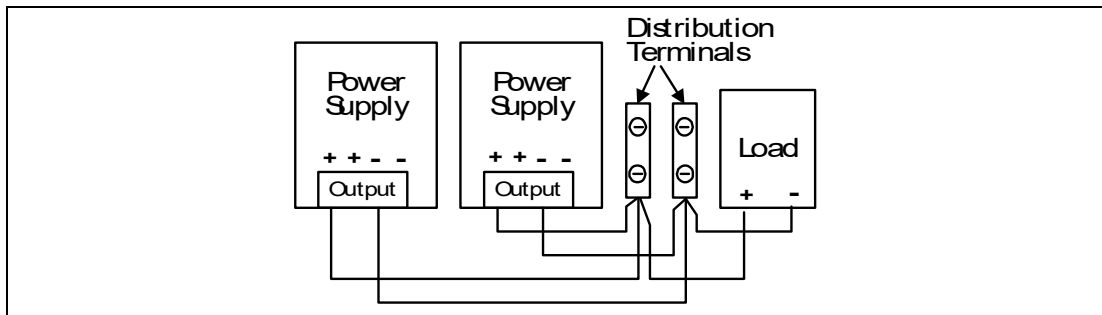 Distribution
Terminals
Power
Supply
+ + - -
Output
Power
Supply
+ + - -
Output
Load
+ -